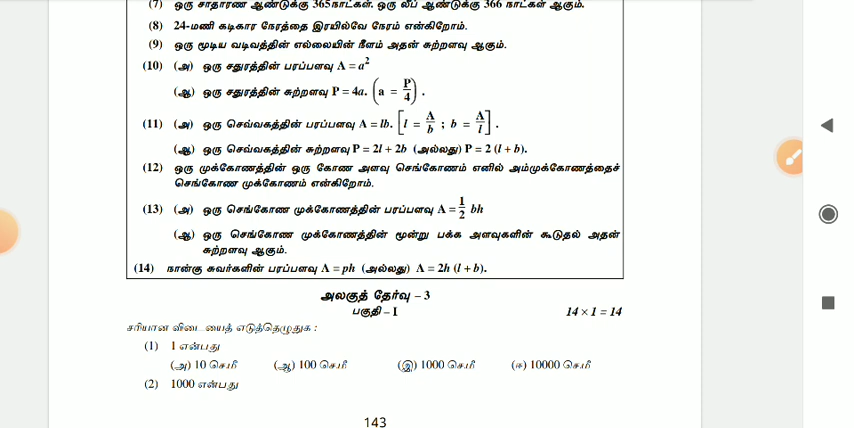 (7) ஒரு சாதாரண ஆண்டுக்கு 365நாட்கள். ஒரு லீப் ஆண்டுக்கு 366 நாட்கள் ஆகும்.
(8) 24-மணி கடிகார நேரத்தை இரயில்வே நேரம் என்கிறோம்.
(9) ஒரு மூடிய வடிவத்தின் எல்லையின் நீளம் அதன் சுற்றளவு ஆகும்.
(10) (அ) ஒரு சதுரத்தின் பரப்பளவு A = a²
(ஆ) ஒரு சதுரத்தின் சுற்றளவு P = 4a. (a = P/4) .
(11) (அ) ஒரு செவ்வகத்தின் பரப்பளவு A = lb. [l = A/b ; b = A/l] .
(ஆ) ஒரு செவ்வகத்தின் சுற்றளவு P = 2l + 2b (அல்லது) P = 2 (l + b).
(12) ஒரு முக்கோணத்தின் ஒரு கோண அளவு செங்கோணம் எனில் அம்முக்கோணத்தைச்
செங்கோண முக்கோணம் என்கிறோம்.
(13) (அ) ஒரு செங்கோண முக்கோணத்தின் பரப்பளவு A = 1/2 bh
(ஆ) ஒரு செங்கோண முக்கோணத்தின் மூன்று பக்க அளவுகளின் கூடுதல் அதன்
சுற்றளவு ஆகும்.
(14) நான்கு சுவர்களின் பரப்பளவு A = ph (அல்லது) A = 2h (l + b).
அலகுத் தேர்வு – 3
பகுதி – I 14 × 1 = 14
சரியான விடையைத் எடுத்தெழுதுக :
(1) 1 என்பது
(அ) 10 செ.மீ (ஆ) 100 செ.மீ (இ) 1000 செ.மீ (ஈ) 10000 செ.மீ
(2) 1000 என்பது
143